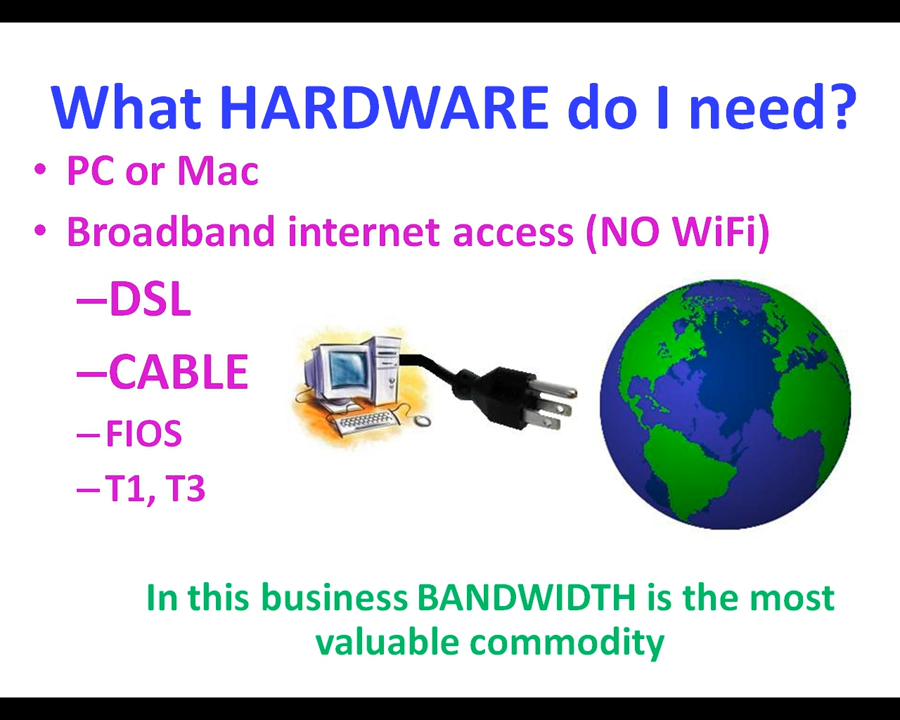 What HARDWARE do I need?
• PC or Mac
• Broadband internet access (NO WiFi)
–DSL
–CABLE
–FIOS
–T1, T3
In this business BANDWIDTH is the most
valuable commodity